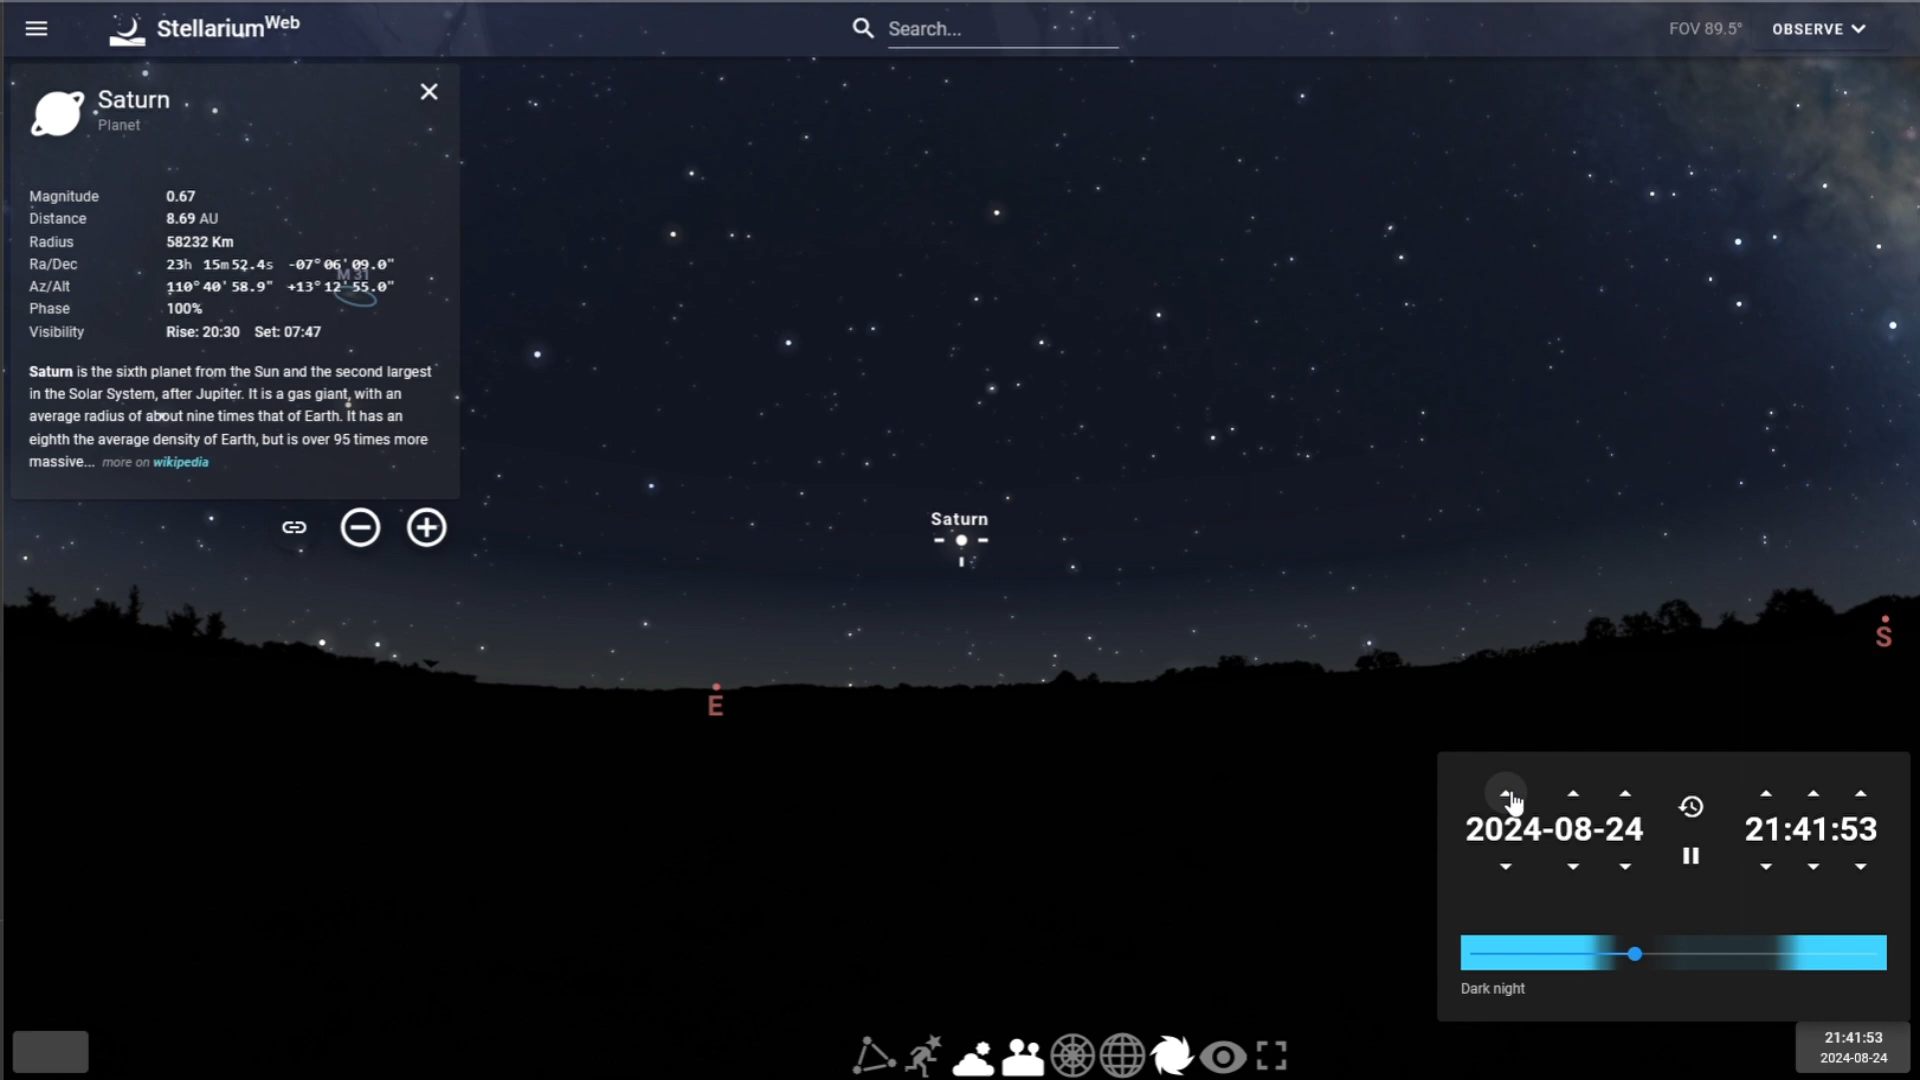 StellariumWeb
Search...
FOV 89.5°
OBSERVE
Saturn
Planet
Magnitude 0.67
Distance 8.69 AU
Radius 58232 Km
Ra/Dec 23h 15m52.4s -07°06'09.0"
M 31
Az/Alt 110°40'58.9" +13°12'55.0"
Phase 100%
Visibility Rise: 20:30 Set: 07:47
Saturn is the sixth planet from the Sun and the second largest
in the Solar System, after Jupiter. It is a gas giant, with an
average radius of about nine times that of Earth. It has an
eighth the average density of Earth, but is over 95 times more
massive... more on wikipedia
Saturn
S
E
2024-08-24 21:41:53
Dark night
21:41:53
2024-08-24